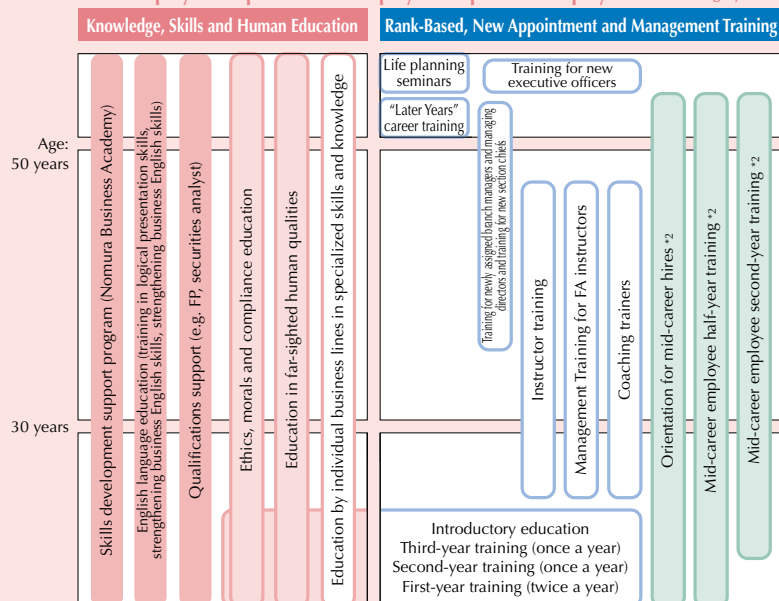 Knowledge, Skills and Human Education
Rank-Based, New Appointment and Management Training
Age:
50 years
30 years
Skills development support program (Nomura Business Academy)
English language education (training in logical presentation skills,
strengthening business English skills, strengthening business English skills)
Qualifications support (e.g. FP, securities analyst)
Ethics, morals and compliance education
Education in far-sighted human qualities
Education by individual business lines in specialized skills and knowledge
Life planning
seminars
"Later Years"
career training
Training for new
executive officers
Training for newly assigned branch managers and managing
directors and training for new section chiefs
Instructor training
Management Training for FA instructors
Coaching trainers
Orientation for mid-career hires *2
Mid-career employee half-year training *2
Mid-career employee second-year training *2
Introductory education
Third-year training (once a year)
Second-year training (once a year)
First-year training (twice a year)